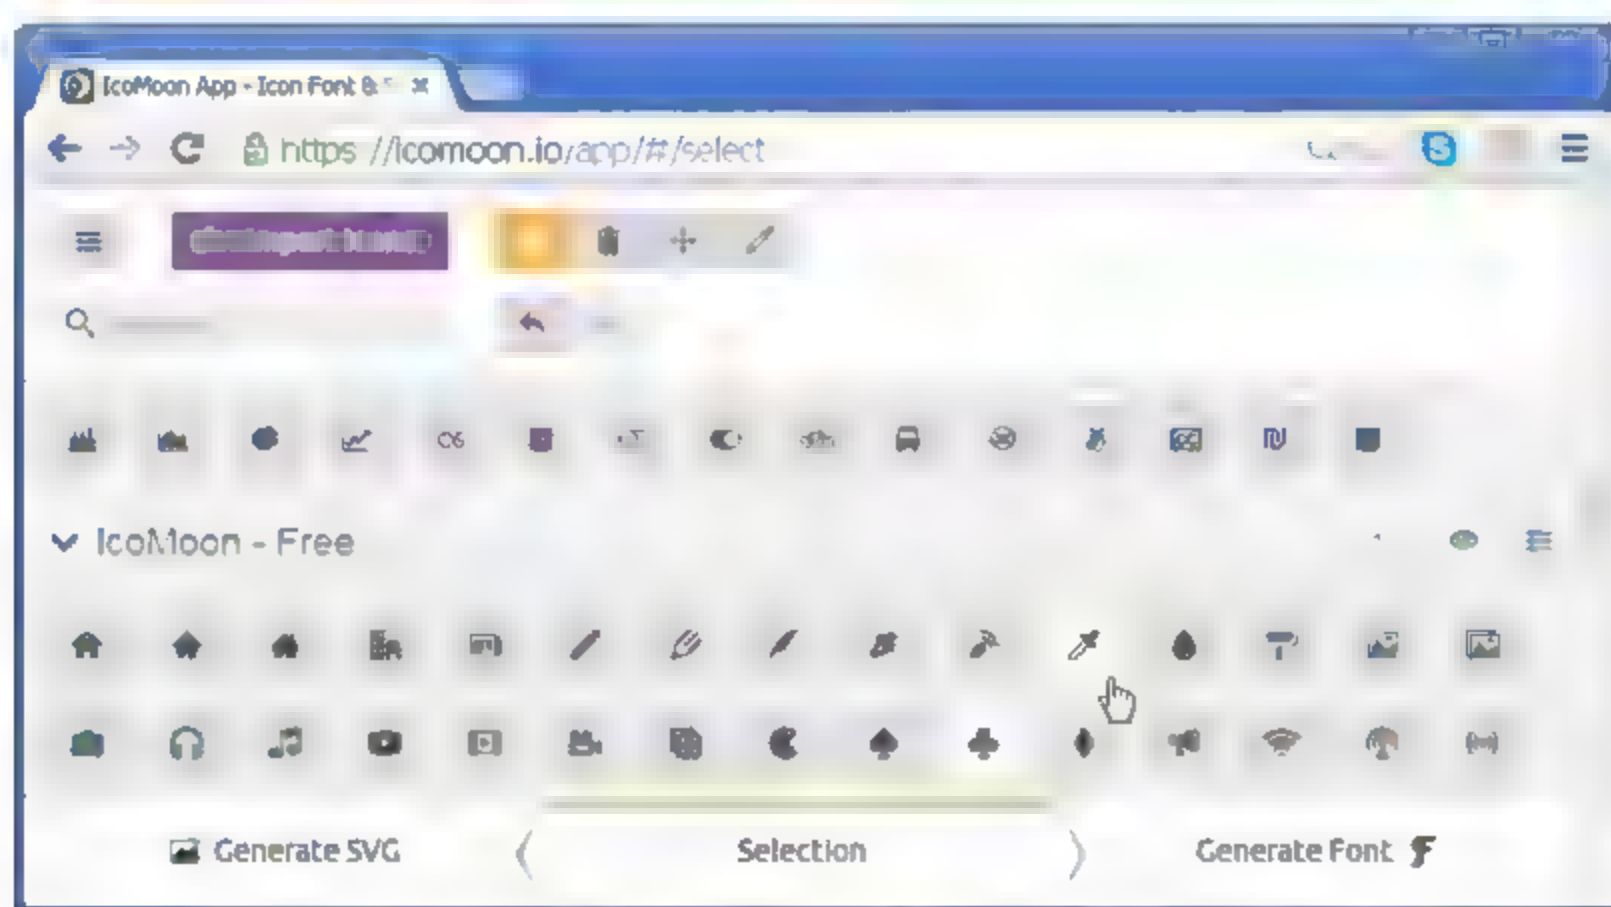 IcoMoon App - Icon Font &
https://icomoon.io/app/#/select
IcoMoon - Free
Generate SVG
Selection
Generate Font